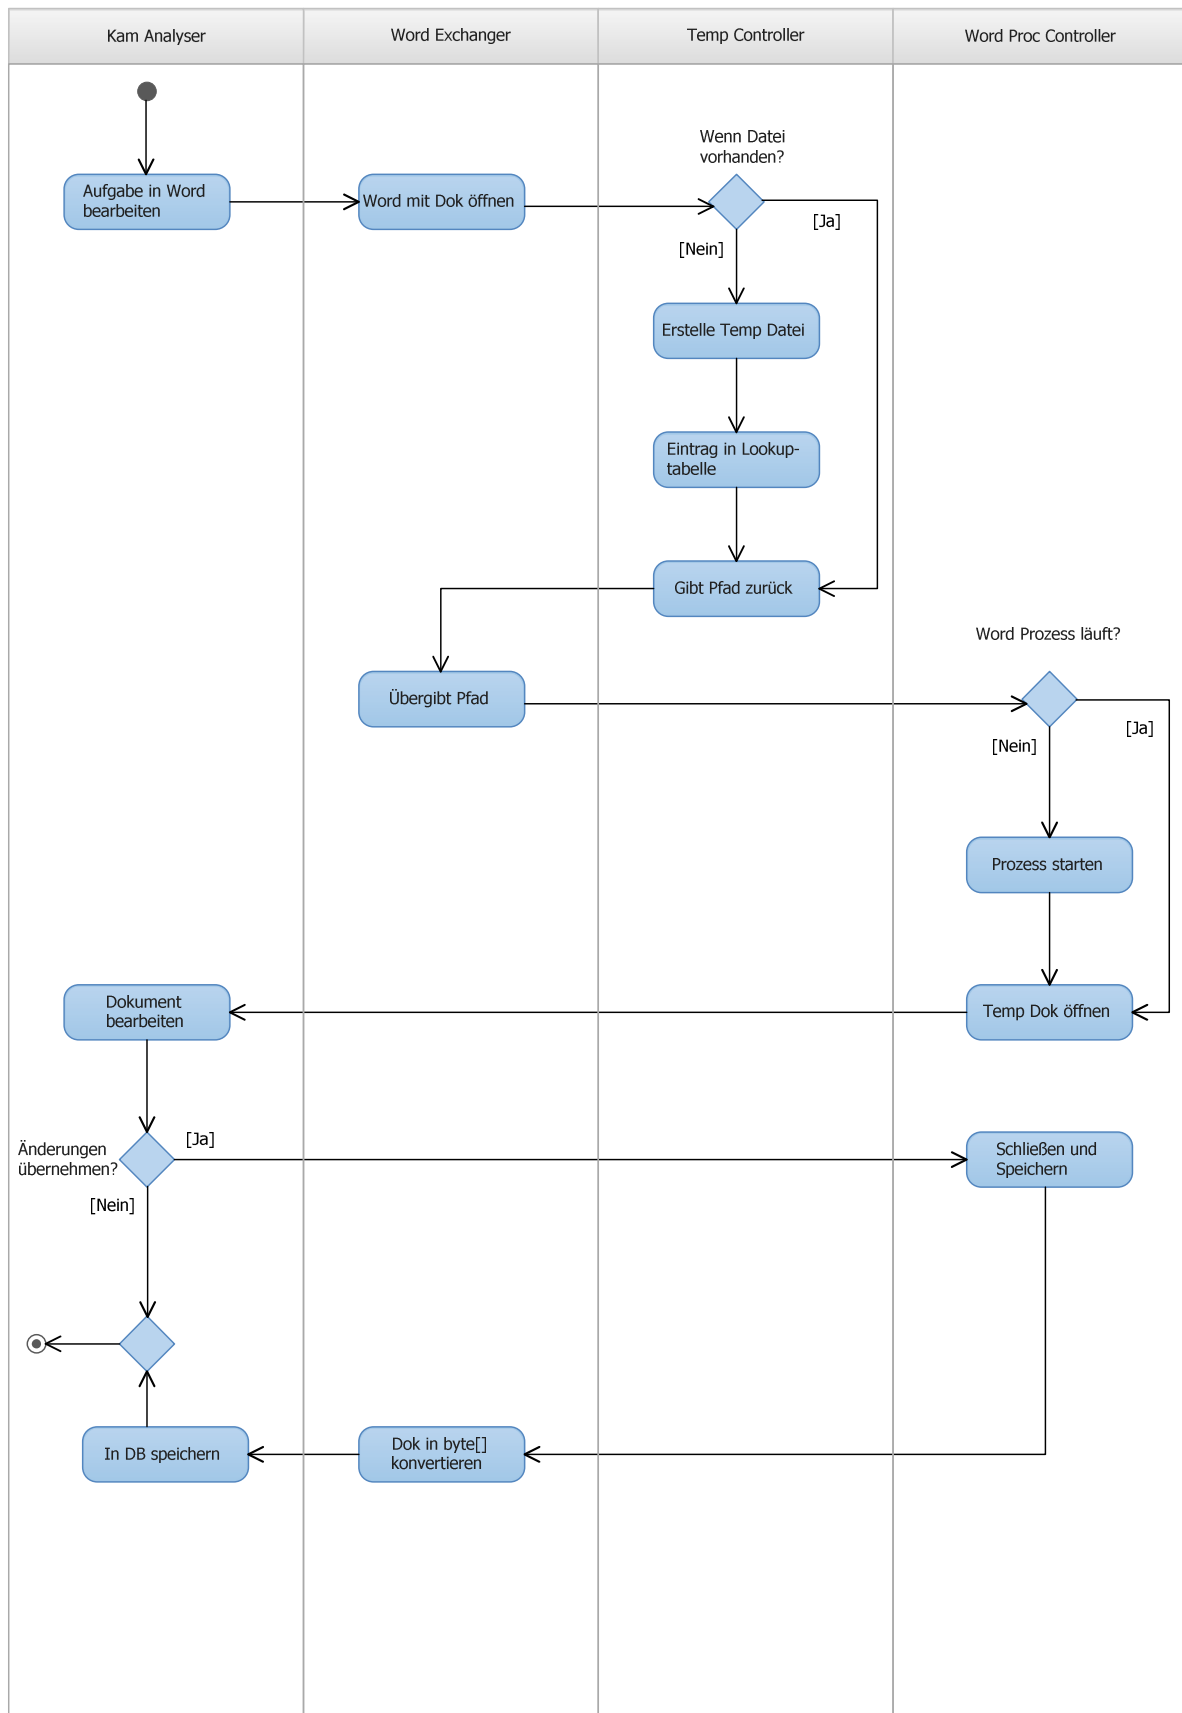 Kam Analyser
Word Exchanger
Temp Controller
Word Proc Controller
Wenn Datei
vorhanden?
Aufgabe in Word
bearbeiten
Word mit Dok öffnen
[Ja]
[Nein]
Erstelle Temp Datei
Eintrag in Lookup-
tabelle
Gibt Pfad zurück
Word Prozess läuft?
Übergibt Pfad
[Ja]
[Nein]
Prozess starten
Dokument
bearbeiten
Temp Dok öffnen
Änderungen
übernehmen?
[Ja]
[Nein]
Schließen und
Speichern
In DB speichern
Dok in byte[]
konvertieren